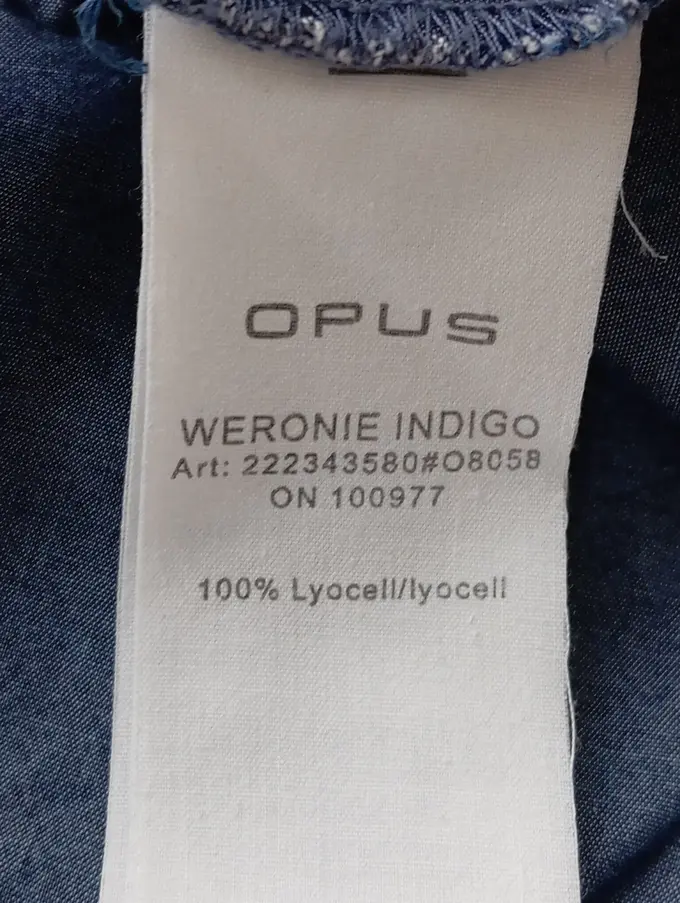 OPUS
WERONIE INDIGO
Art: 222343580#O8058
ON 100977
100% Lyocell/lyocell